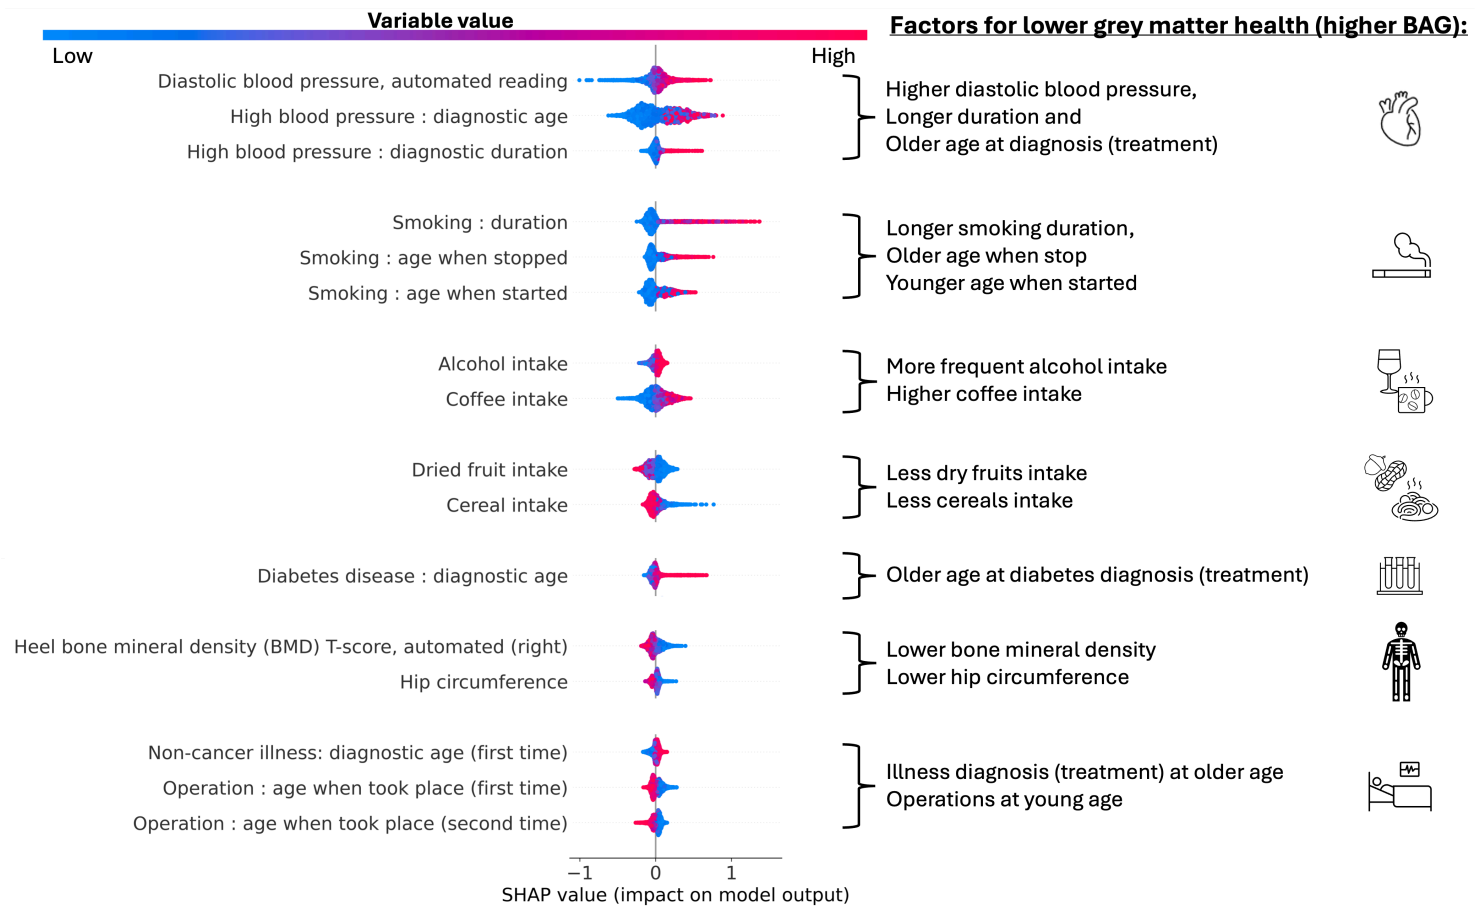 Variable value
Factors for lower grey matter health (higher BAG):
Low
High
Diastolic blood pressure, automated reading
High blood pressure : diagnostic age
High blood pressure : diagnostic duration
Higher diastolic blood pressure,
Longer duration and
Older age at diagnosis (treatment)
Smoking : duration
Smoking : age when stopped
Smoking : age when started
Longer smoking duration,
Older age when stop
Younger age when started
Alcohol intake
Coffee intake
More frequent alcohol intake
Higher coffee intake
Dried fruit intake
Cereal intake
Less dry fruits intake
Less cereals intake
Diabetes disease : diagnostic age
Older age at diabetes diagnosis (treatment)
Heel bone mineral density (BMD) T-score, automated (right)
Hip circumference
Lower bone mineral density
Lower hip circumference
Non-cancer illness: diagnostic age (first time)
Operation : age when took place (first time)
Operation : age when took place (second time)
Illness diagnosis (treatment) at older age
Operations at young age
−1 0 1
SHAP value (impact on model output)